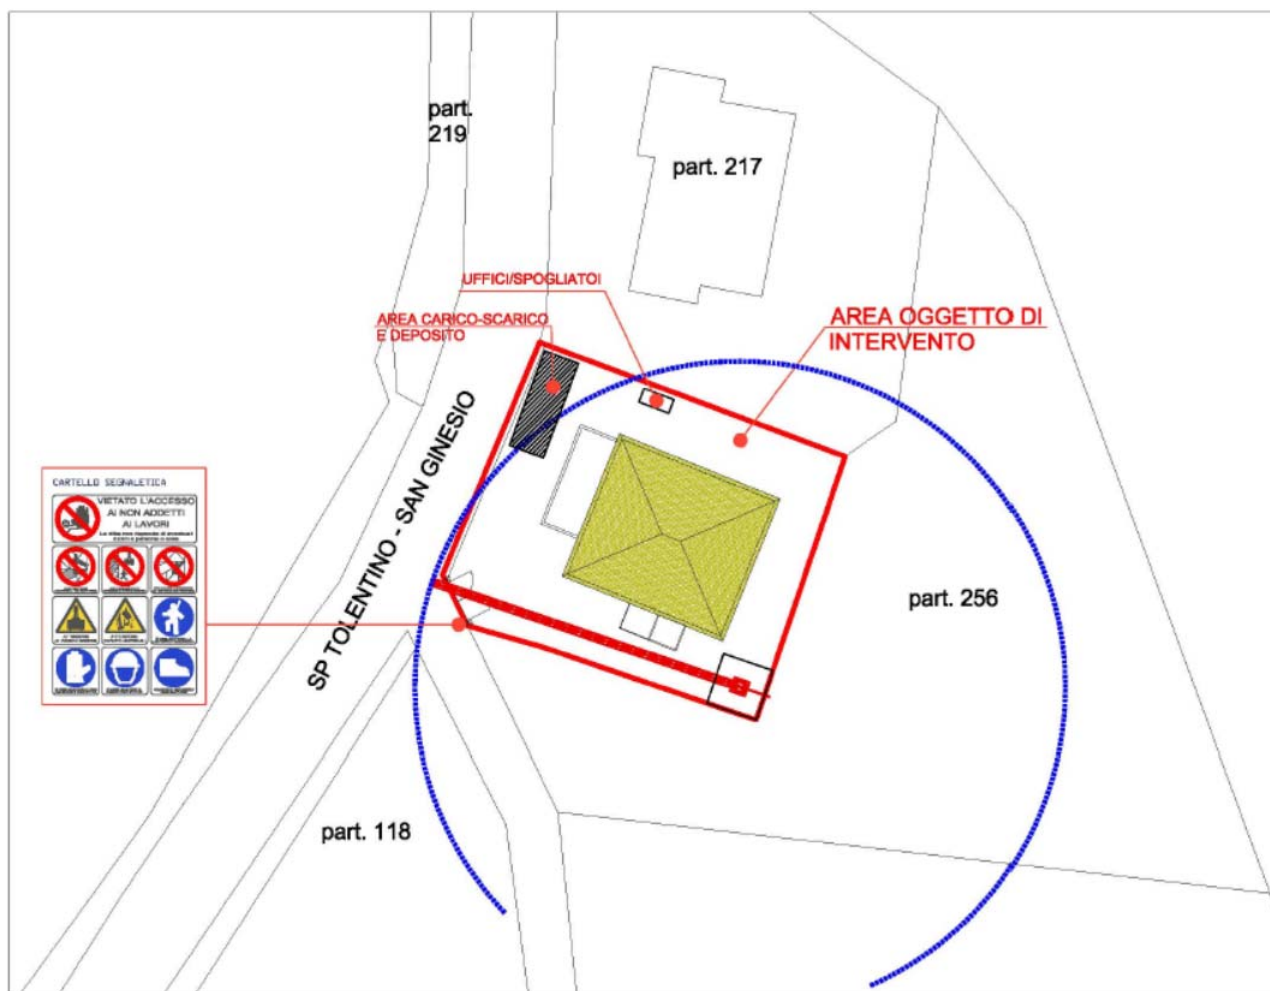 part.
219
part. 217
UFFICI/SPOGLIATOI
AREA CARICO-SCARICO
E DEPOSITO
AREA OGGETTO DI
INTERVENTO
SP TOLENTINO - SAN GINESIO
CARTELLO SEGNALETICA
VIETATO L'ACCESSO
AI NON ADDETTI
AI LAVORI
part. 256
part. 118